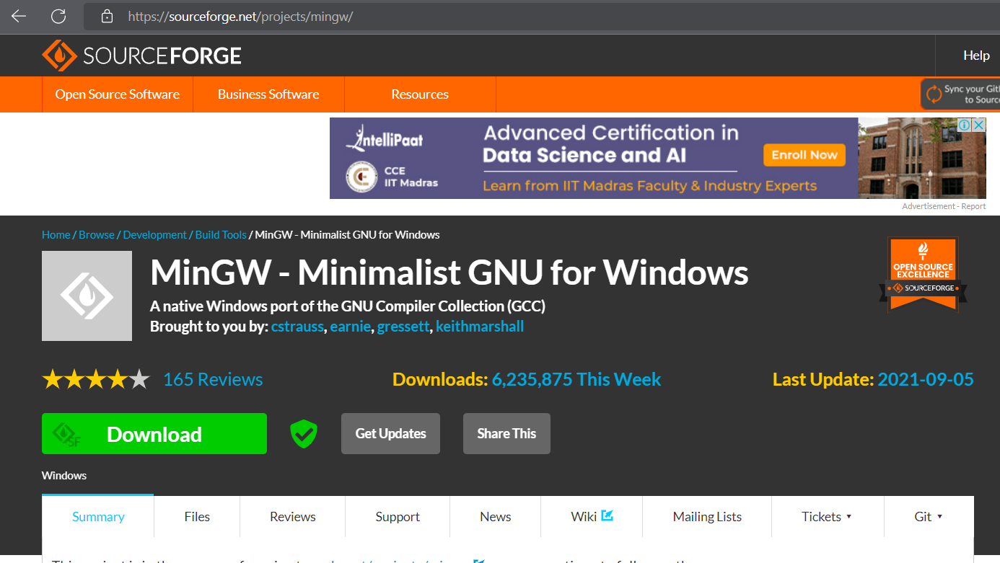 https://sourceforge.net/projects/mingw/
SOURCEFORGE
Help
Open Source Software
Business Software
Resources
Sync your Gith
to Source
IntelliPaat
CCE
IIT Madras
Advanced Certification in
Data Science and AI
Learn from IIT Madras Faculty & Industry Experts
Enroll Now
Advertisement - Report
Home / Browse / Development / Build Tools / MinGW - Minimalist GNU for Windows
MinGW - Minimalist GNU for Windows
A native Windows port of the GNU Compiler Collection (GCC)
Brought to you by: cstrauss, earnie, gressett, keithmarshall
OPEN SOURCE
EXCELLENCE
SOURCEFORGE
165 Reviews
Downloads: 6,235,875 This Week
Last Update: 2021-09-05
SF
Download
Get Updates
Share This
Windows
Summary
Files
Reviews
Support
News
Wiki
Mailing Lists
Tickets
Git